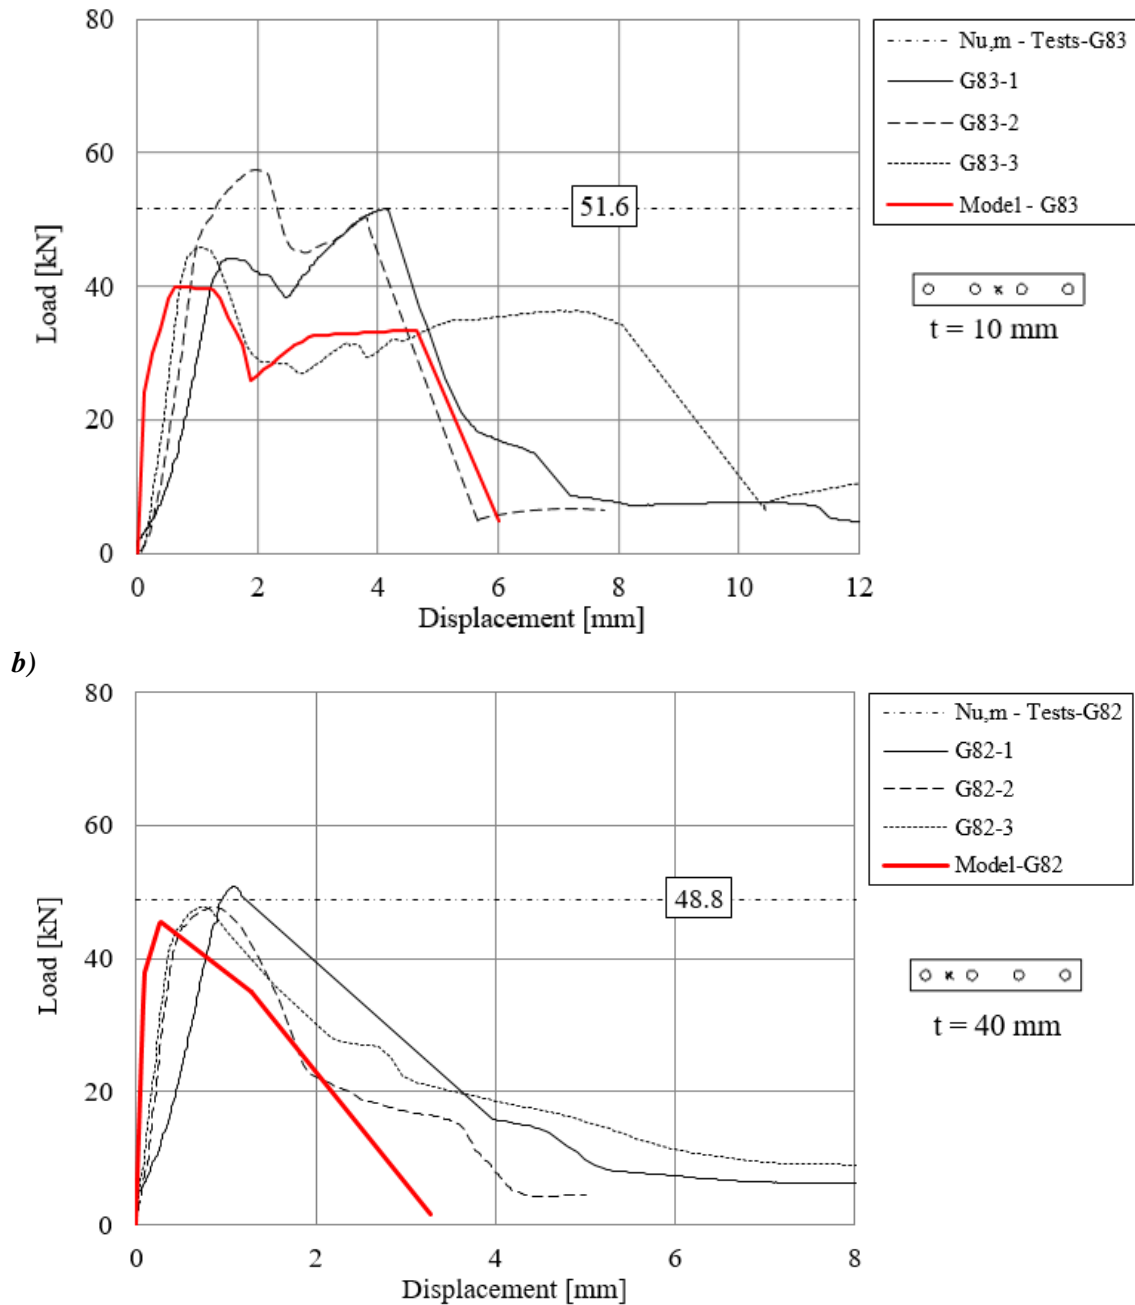 80
60
40
20
0
Load [kN]
51.6
0 2 4 6 8 10 12
Displacement [mm]
Nu,m - Tests-G83
G83-1
G83-2
G83-3
Model - G83
t = 10 mm
b)
80
60
40
20
0
Load [kN]
48.8
0 2 4 6 8
Displacement [mm]
Nu,m - Tests-G82
G82-1
G82-2
G82-3
Model-G82
t = 40 mm